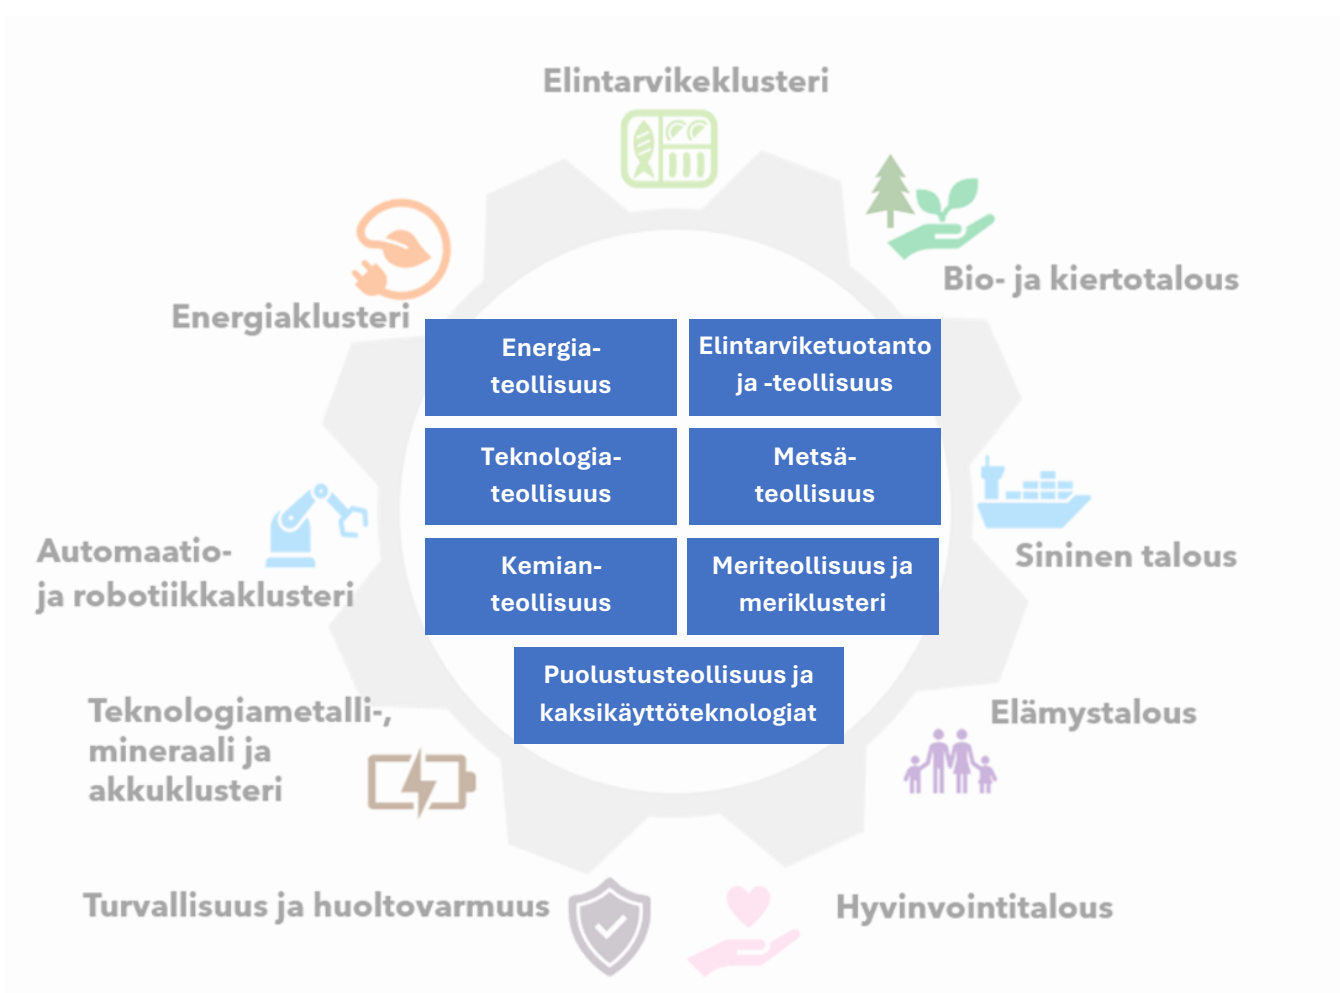 Elintarvikeklusteri
Bio- ja kiertotalous
Energiaklusteri
Energia-
teollisuus
Elintarviketuotanto
ja -teollisuus
Teknologia-
teollisuus
Metsä-
teollisuus
Automaatio-
ja robotiikkaklusteri
Sininen talous
Kemian-
teollisuus
Meriteollisuus ja
meriklusteri
Puolustusteollisuus ja
kaksikäyttöteknologiat
Teknologiametalli-,
mineraali ja
akkuklusteri
Elämystalous
Turvallisuus ja huoltovarmuus
Hyvinvointitalous